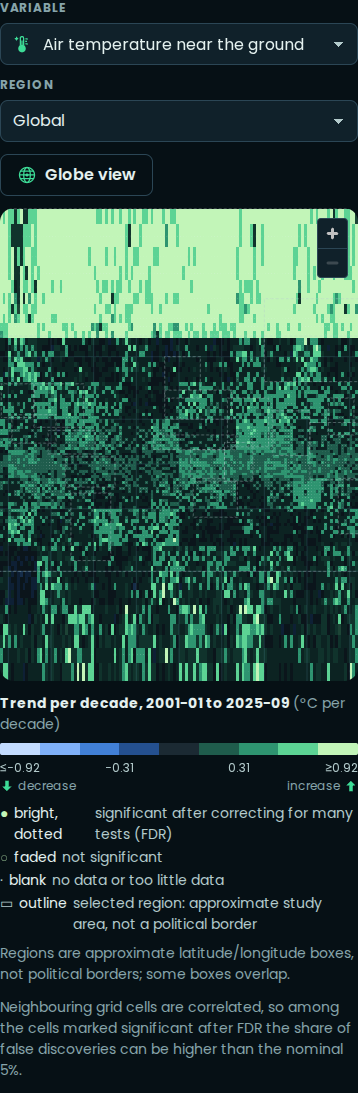 VARIABLE
Air temperature near the ground
REGION
Global
Globe view
+
−
Trend per decade, 2001-01 to 2025-09 (°C per
decade)
≤-0.92 -0.31 0.31 ≥0.92
decrease increase
bright, significant after correcting for many
dotted tests (FDR)
faded not significant
blank no data or too little data
outline selected region: approximate study
area, not a political border
Regions are approximate latitude/longitude boxes,
not political borders; some boxes overlap.
Neighbouring grid cells are correlated, so among
the cells marked significant after FDR the share of
false discoveries can be higher than the nominal
5%.